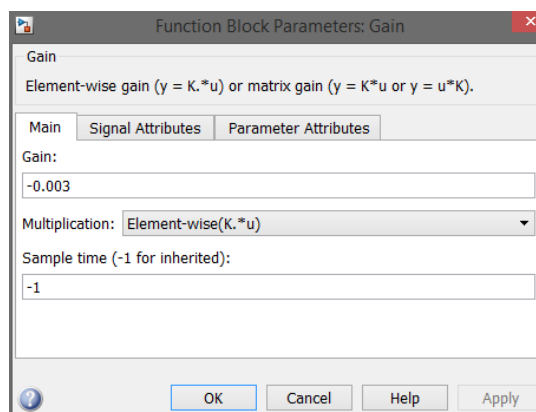 Function Block Parameters: Gain
Gain
Element-wise gain (y = K.*u) or matrix gain (y = K*u or y = u*K).
Main Signal Attributes Parameter Attributes
Gain:
-0.003
Multiplication: Element-wise(K.*u)
Sample time (-1 for inherited):
-1
OK Cancel Help Apply